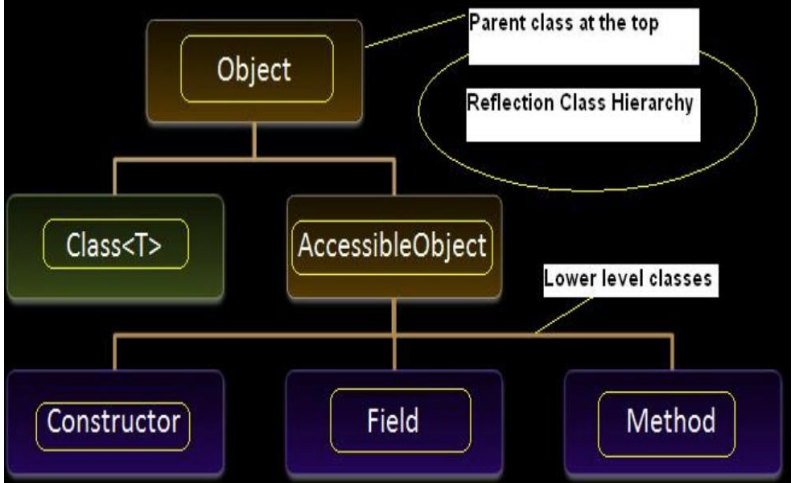 Parent class at the top
Object
Reflection Class Hierarchy
Class<T>
AccessibleObject
Lower level classes
Constructor
Field
Method